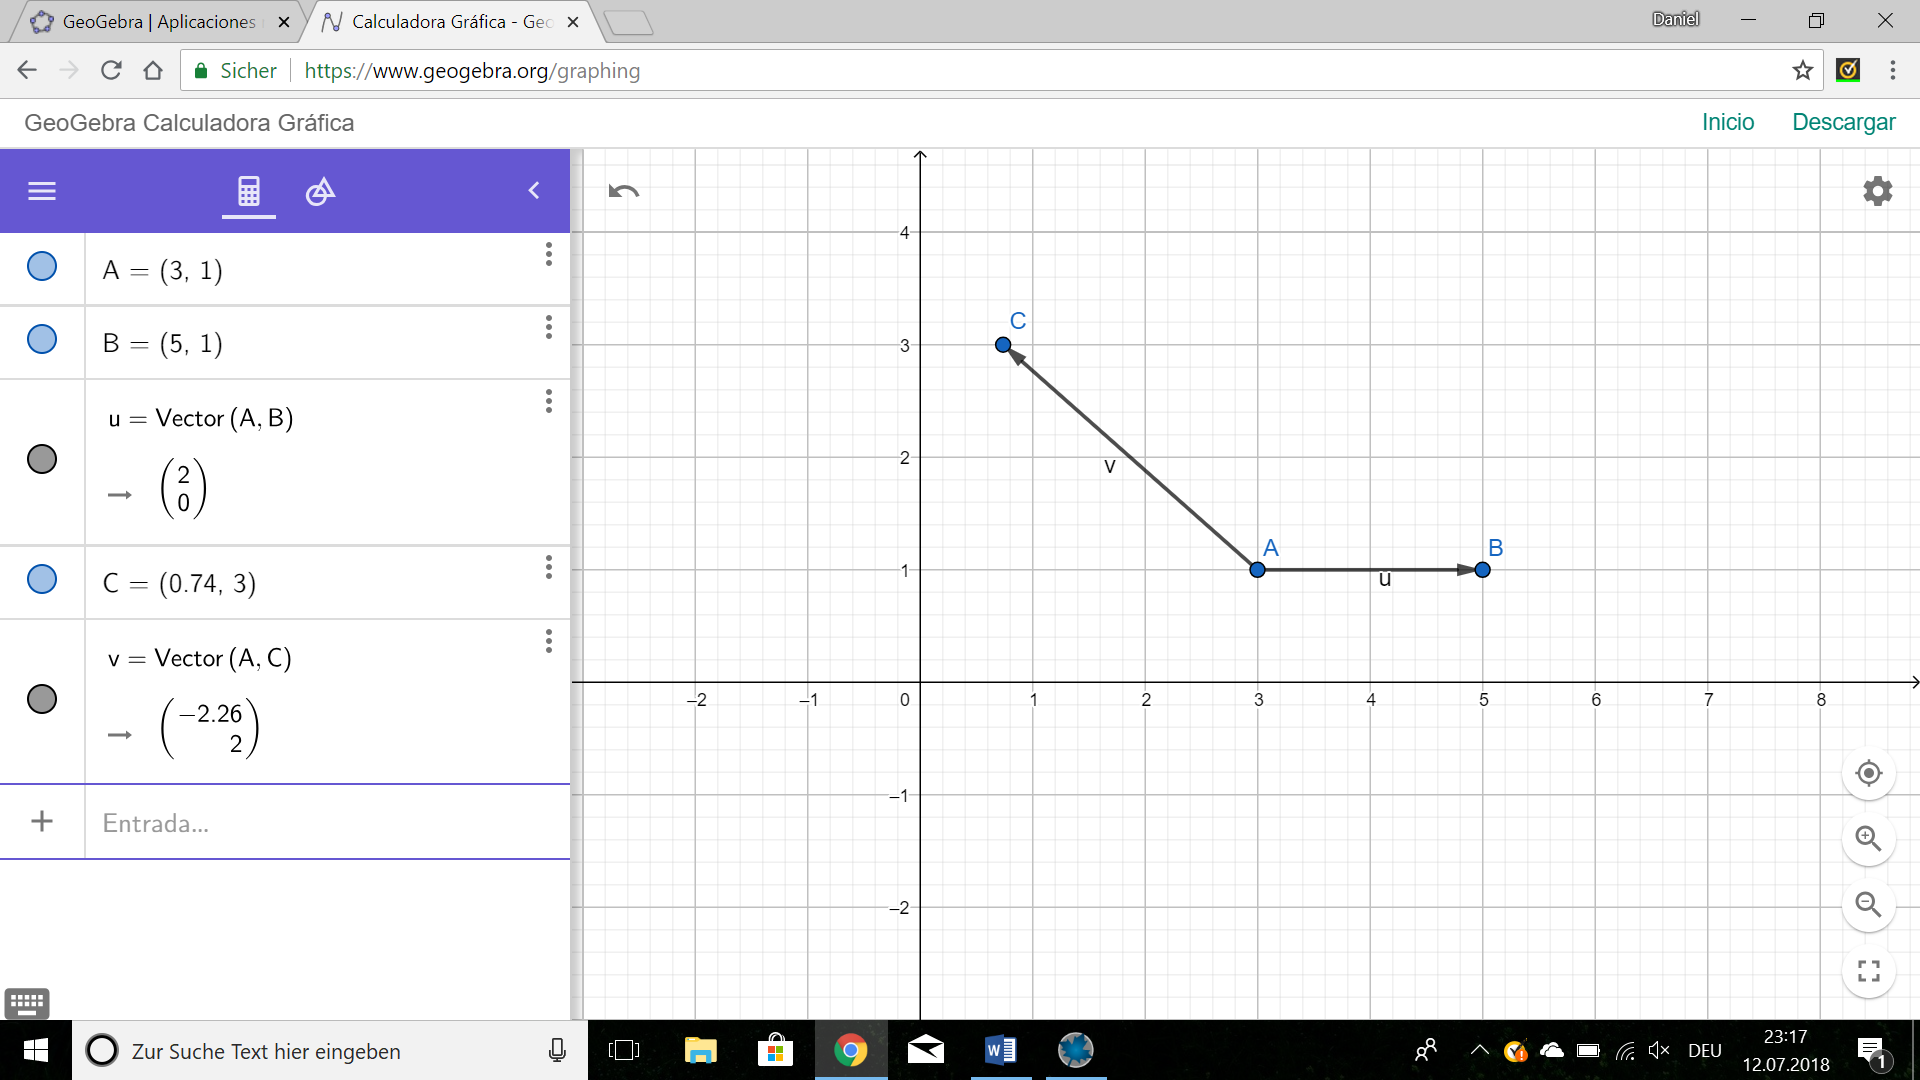 GeoGebra | Aplicaciones
Calculadora Gráfica - Geo
Daniel
Sicher
https://www.geogebra.org/graphing
GeoGebra Calculadora Gráfica
Inicio
Descargar
A = (3, 1)
B = (5, 1)
u = Vector (A, B)
→ (2
0)
C = (0.74, 3)
v = Vector (A, C)
→ (−2.26
2)
+ Entrada...
4
C
3
2
v
A
B
1
u
–2 –1 0 1 2 3 4 5 6 7 8
–1
–2
Zur Suche Text hier eingeben
DEU
23:17
12.07.2018
1